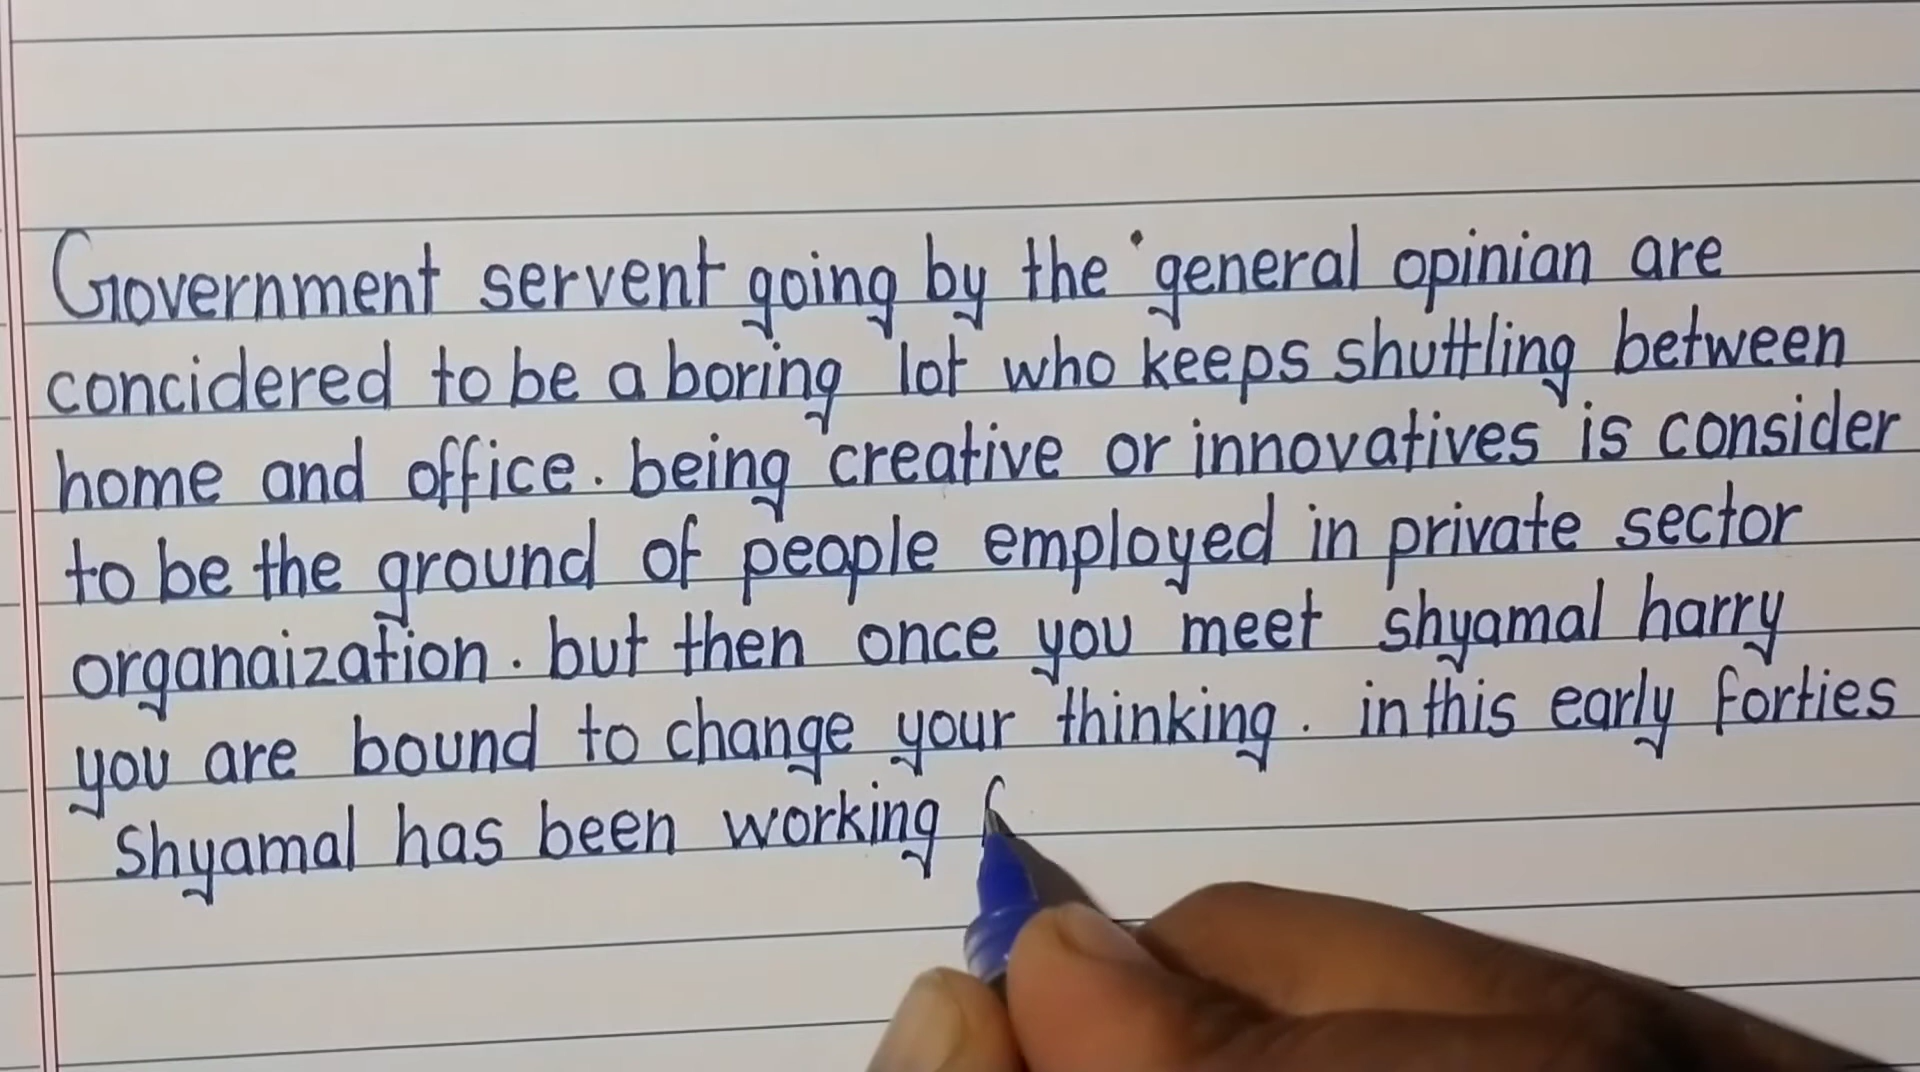 Government servent going by the general opinian are
concidered to be a boring lot who keeps shuttling between
home and office. being creative or innovatives is consider
to be the ground of people employed in private sector
organaization. but then once you meet shyamal harry
you are bound to change your thinking. in this early forties
shyamal has been working